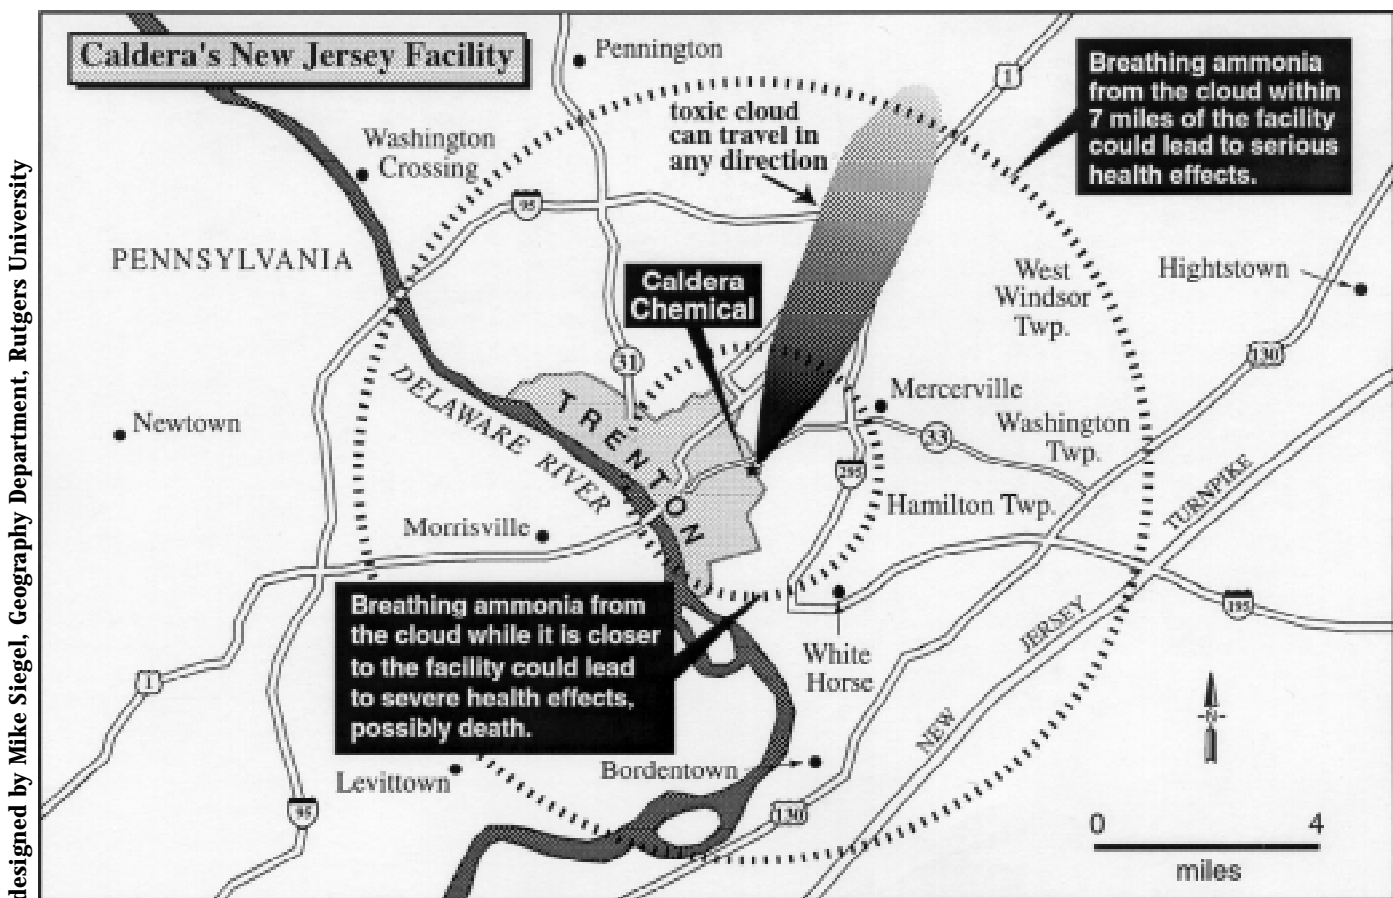 designed by Mike Siegel, Geography Department, Rutgers University
Caldera's New Jersey Facility
Pennington
1
Breathing ammonia
from the cloud within
7 miles of the facility
could lead to serious
health effects.
toxic cloud
can travel in
any direction
Washington
Crossing
95
PENNSYLVANIA
Caldera
Chemical
West
Windsor
Twp.
Hightstown
31
130
DELAWARE RIVER
TRENTON
Mercerville
Newtown
33
Washington
Twp.
295
TURNPIKE
Hamilton Twp.
Morrisville
Breathing ammonia from
the cloud while it is closer
to the facility could lead
to severe health effects,
possibly death.
195
JERSEY
White
Horse
1
N
NEW
Levittown
Bordentown
95
130
0 4
miles